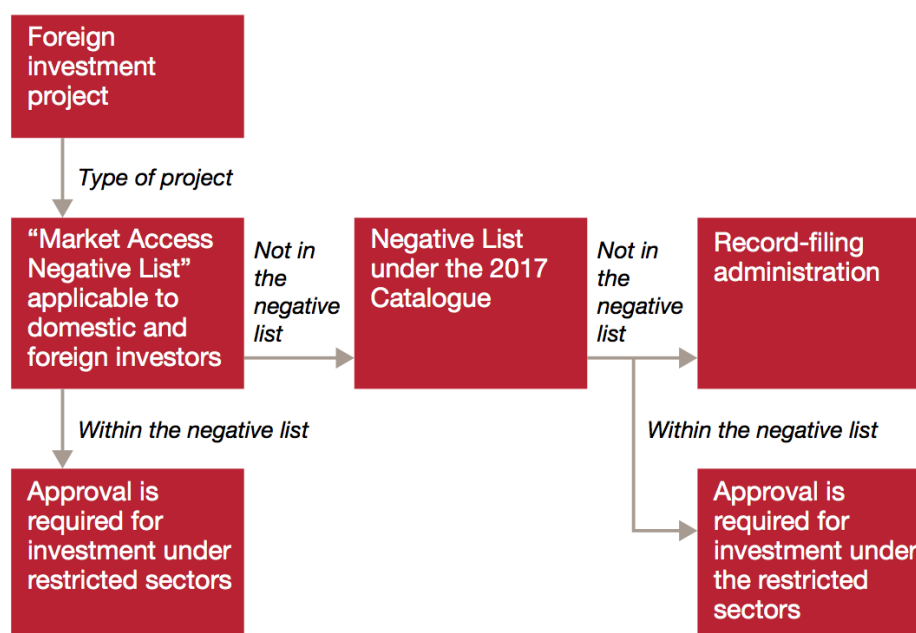 Foreign
investment
project
Type of project
“Market Access
Negative List”
applicable to
domestic and
foreign investors
Not in
the
negative
list
Negative List
under the 2017
Catalogue
Not in
the
negative
list
Record-filing
administration
Within the negative list
Approval is
required for
investment under
restricted sectors
Within the negative list
Approval is
required for
investment under
the restricted
sectors